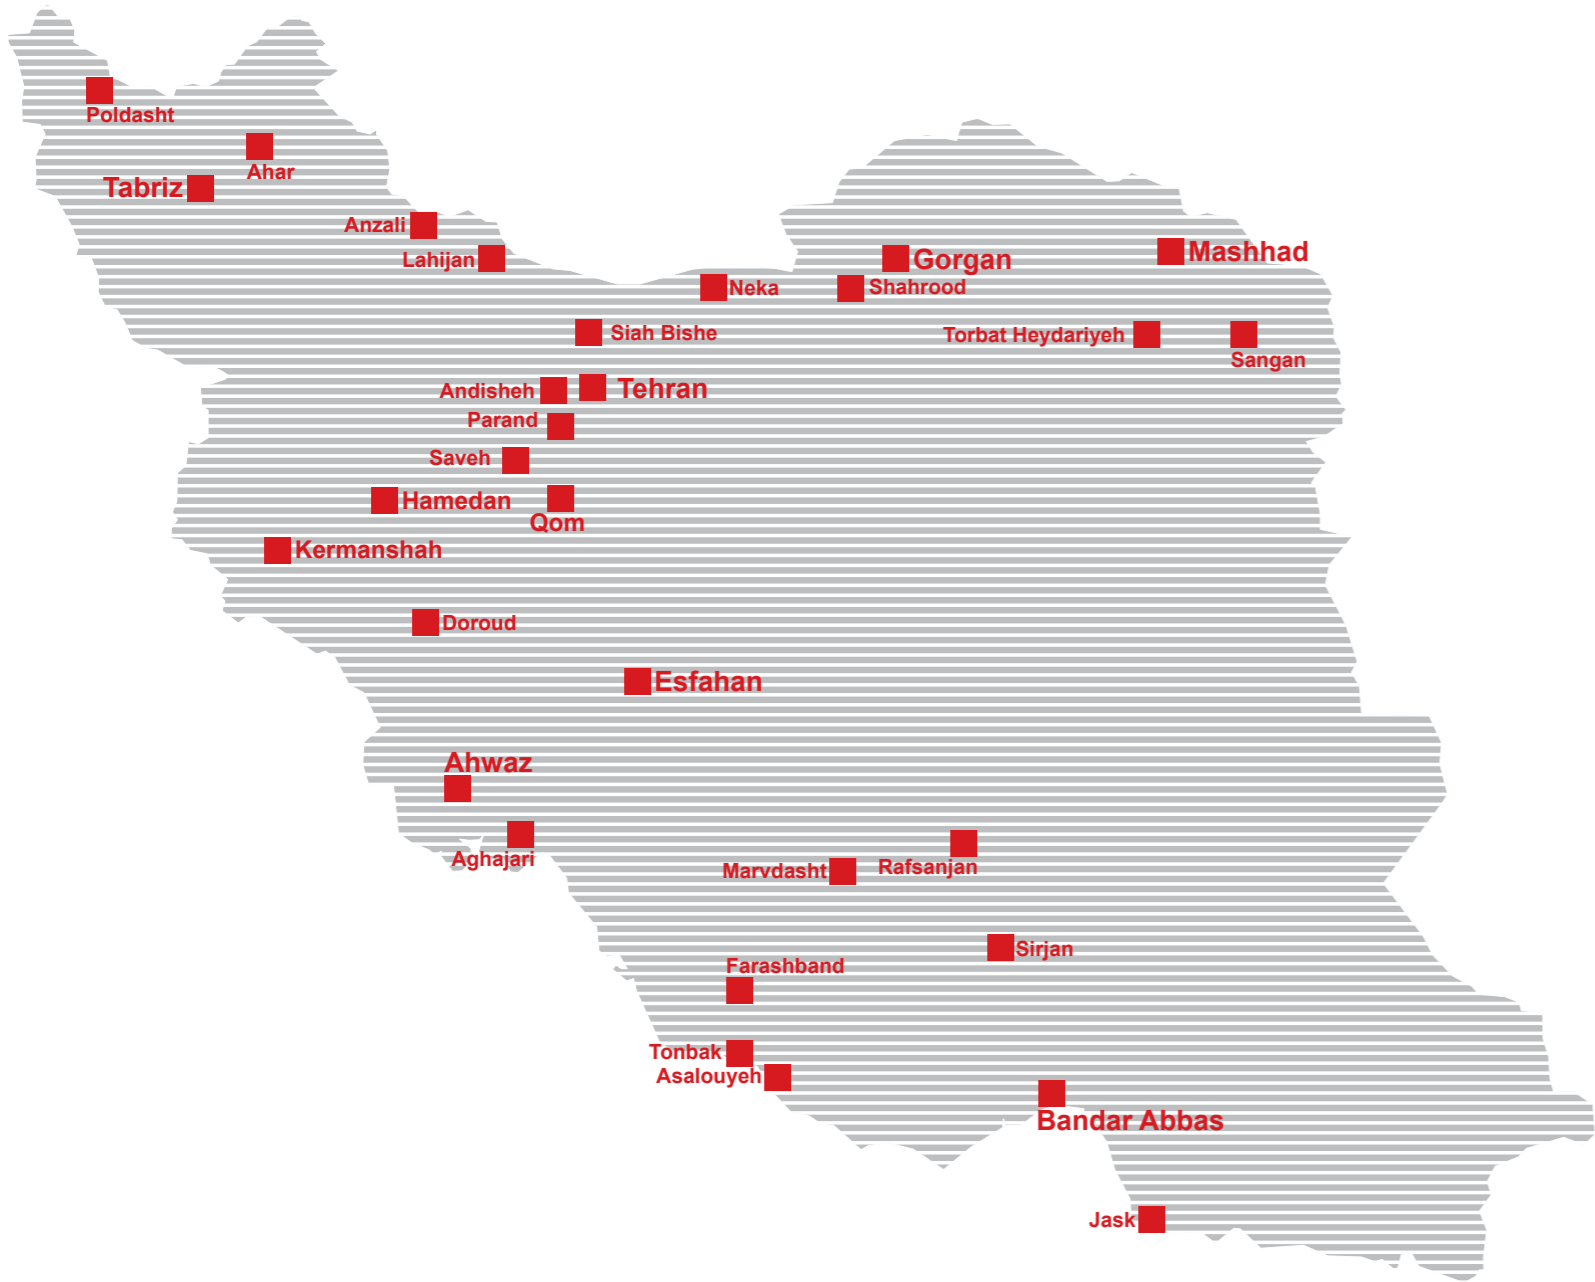 Poldasht
Ahar
Tabriz
Anzali
Lahijan
Gorgan
Mashhad
Neka
Shahrood
Siah Bishe
Torbat Heydariyeh
Sangan
Andisheh
Tehran
Parand
Saveh
Hamedan
Qom
Kermanshah
Doroud
Esfahan
Ahwaz
Aghajari
Marvdasht
Rafsanjan
Sirjan
Farashband
Tonbak
Asalouyeh
Bandar Abbas
Jask